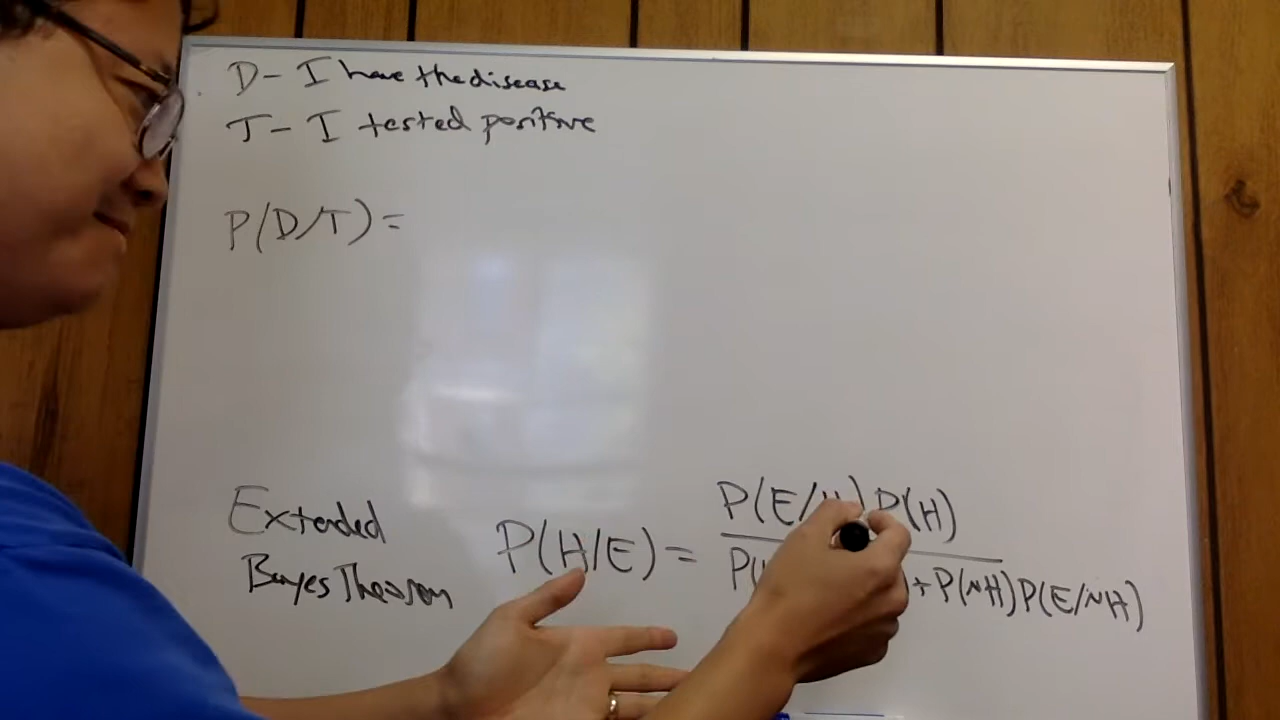 D- I have the disease
T- I tested positive
P(D/T)=
Extended
Bayes Theorem
P(H/E) =
P(E/H)P(H)
P( ) + P(~H)P(E/~H)